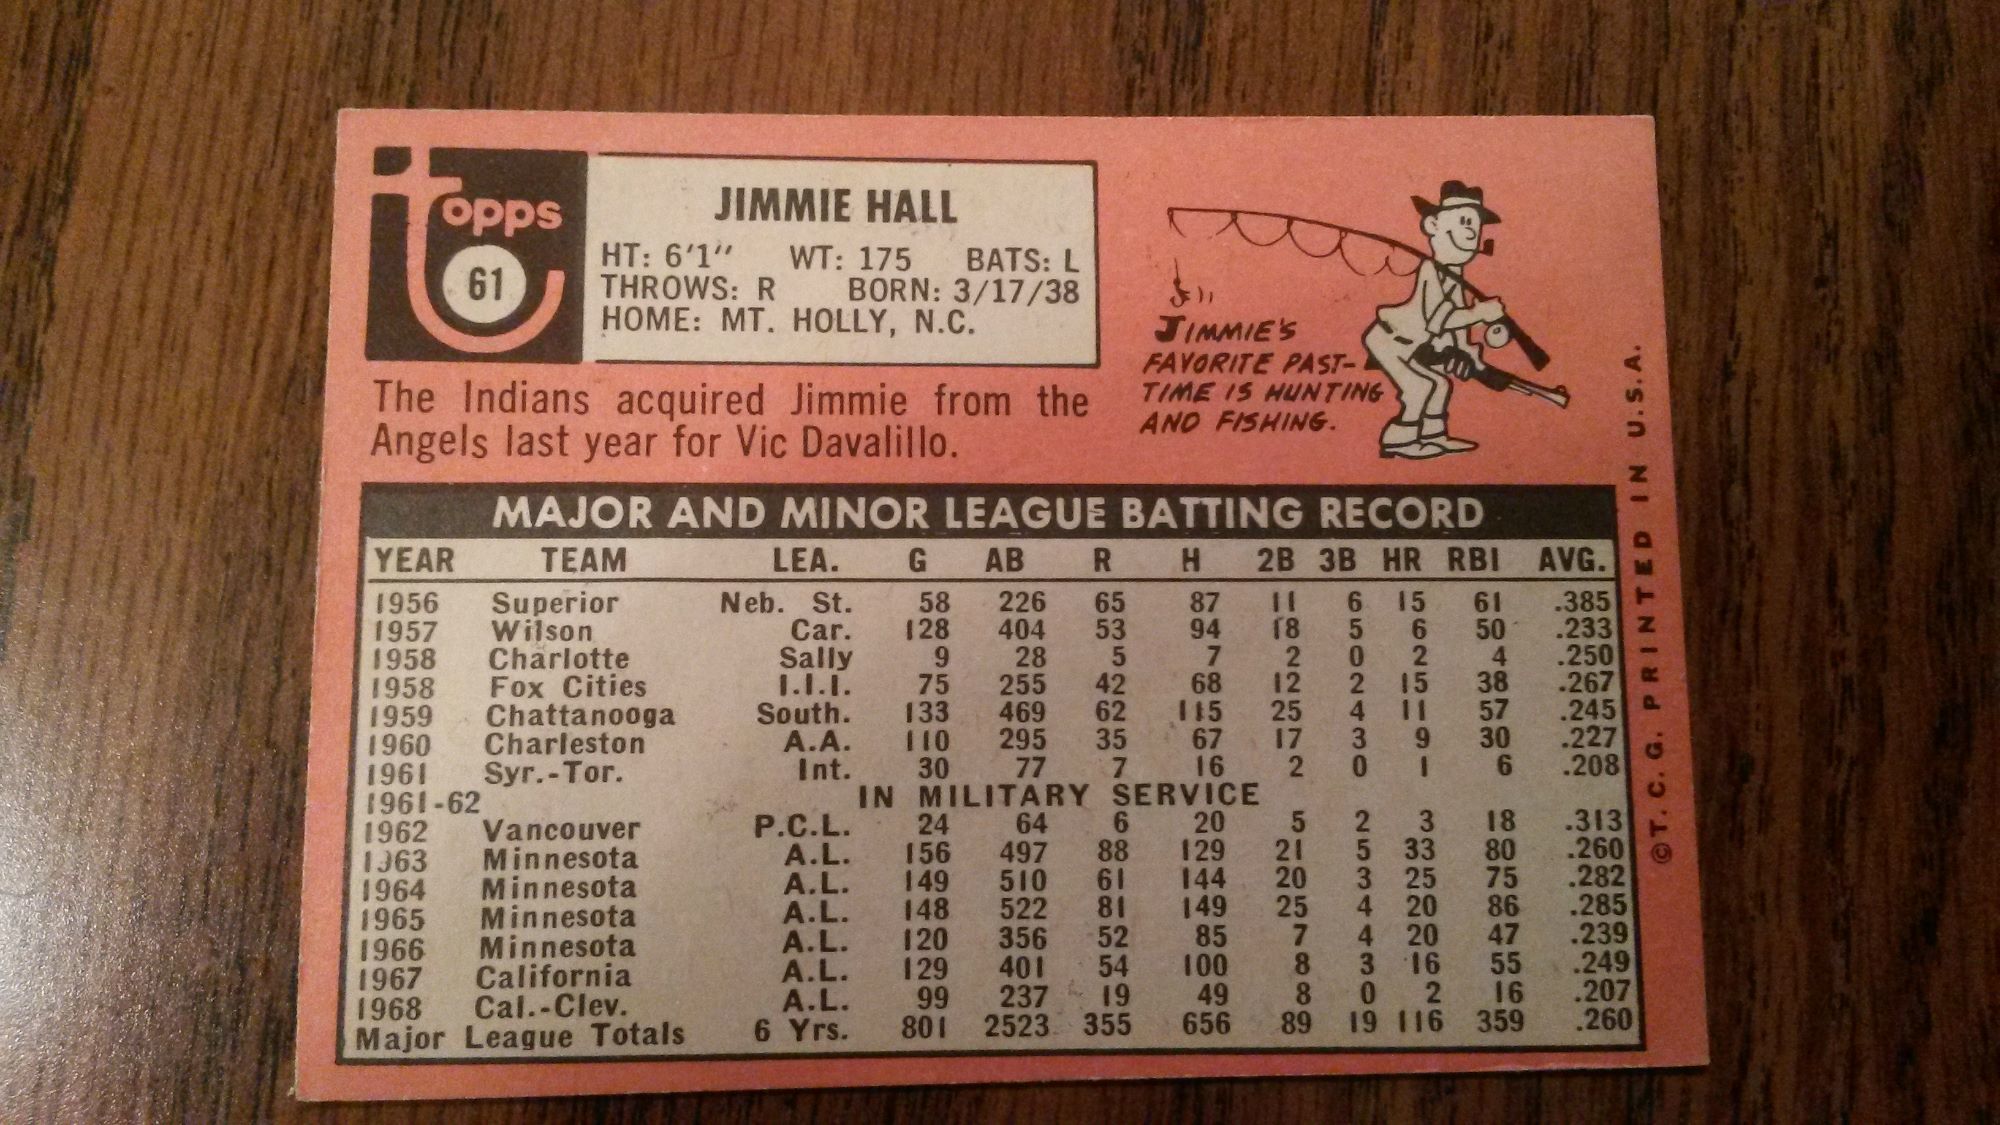 Topps
61
JIMMIE HALL
HT: 6'1" WT: 175 BATS: L
THROWS: R BORN: 3/17/38
HOME: MT. HOLLY, N.C.
The Indians acquired Jimmie from the
Angels last year for Vic Davalillo.
JIMMIE'S
FAVORITE PAST-
TIME IS HUNTING
AND FISHING.
MAJOR AND MINOR LEAGUE BATTING RECORD
YEAR TEAM LEA. G AB R H 2B 3B HR RBI AVG.
1956 Superior Neb. St. 58 226 65 87 11 6 15 61 .385
1957 Wilson Car. 128 404 53 94 18 5 6 50 .233
1958 Charlotte Sally 9 28 5 7 2 0 2 4 .250
1958 Fox Cities I.I.I. 75 255 42 68 12 2 15 38 .267
1959 Chattanooga South. 133 469 62 115 25 4 11 57 .245
1960 Charleston A.A. 110 295 35 67 17 3 9 30 .227
1961 Syr.-Tor. Int. 30 77 7 16 2 0 1 6 .208
1961-62 IN MILITARY SERVICE
1962 Vancouver P.C.L. 24 64 6 20 5 2 3 18 .313
1963 Minnesota A.L. 156 497 88 129 21 5 33 80 .260
1964 Minnesota A.L. 149 510 61 144 20 3 25 75 .282
1965 Minnesota A.L. 148 522 81 149 25 4 20 86 .285
1966 Minnesota A.L. 120 356 52 85 7 4 20 47 .239
1967 California A.L. 129 401 54 100 8 3 16 55 .249
1968 Cal.-Clev. A.L. 99 237 19 49 8 0 2 16 .207
Major League Totals 6 Yrs. 801 2523 355 656 89 19 116 359 .260
©T. C. G. PRINTED IN U.S.A.